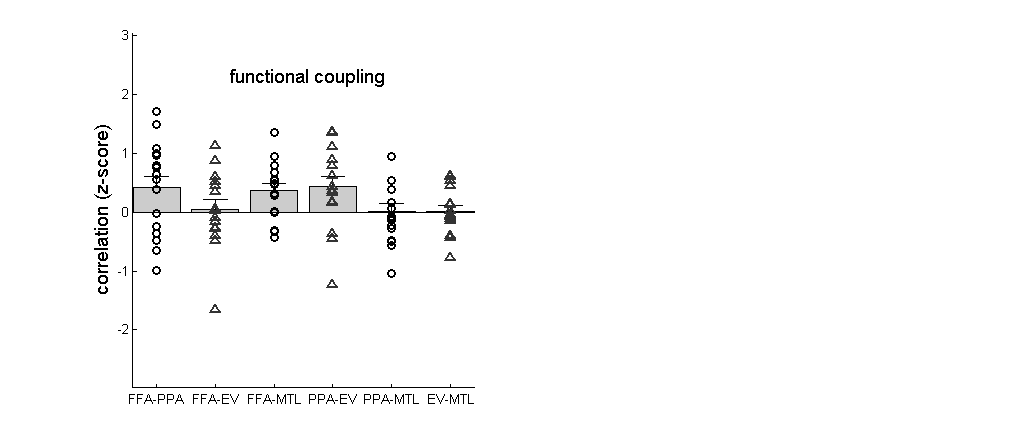 functional coupling
correlation (z-score)
3
2
1
0
-1
-2
FFA-PPA FFA-EV FFA-MTL PPA-EV PPA-MTL EV-MTL